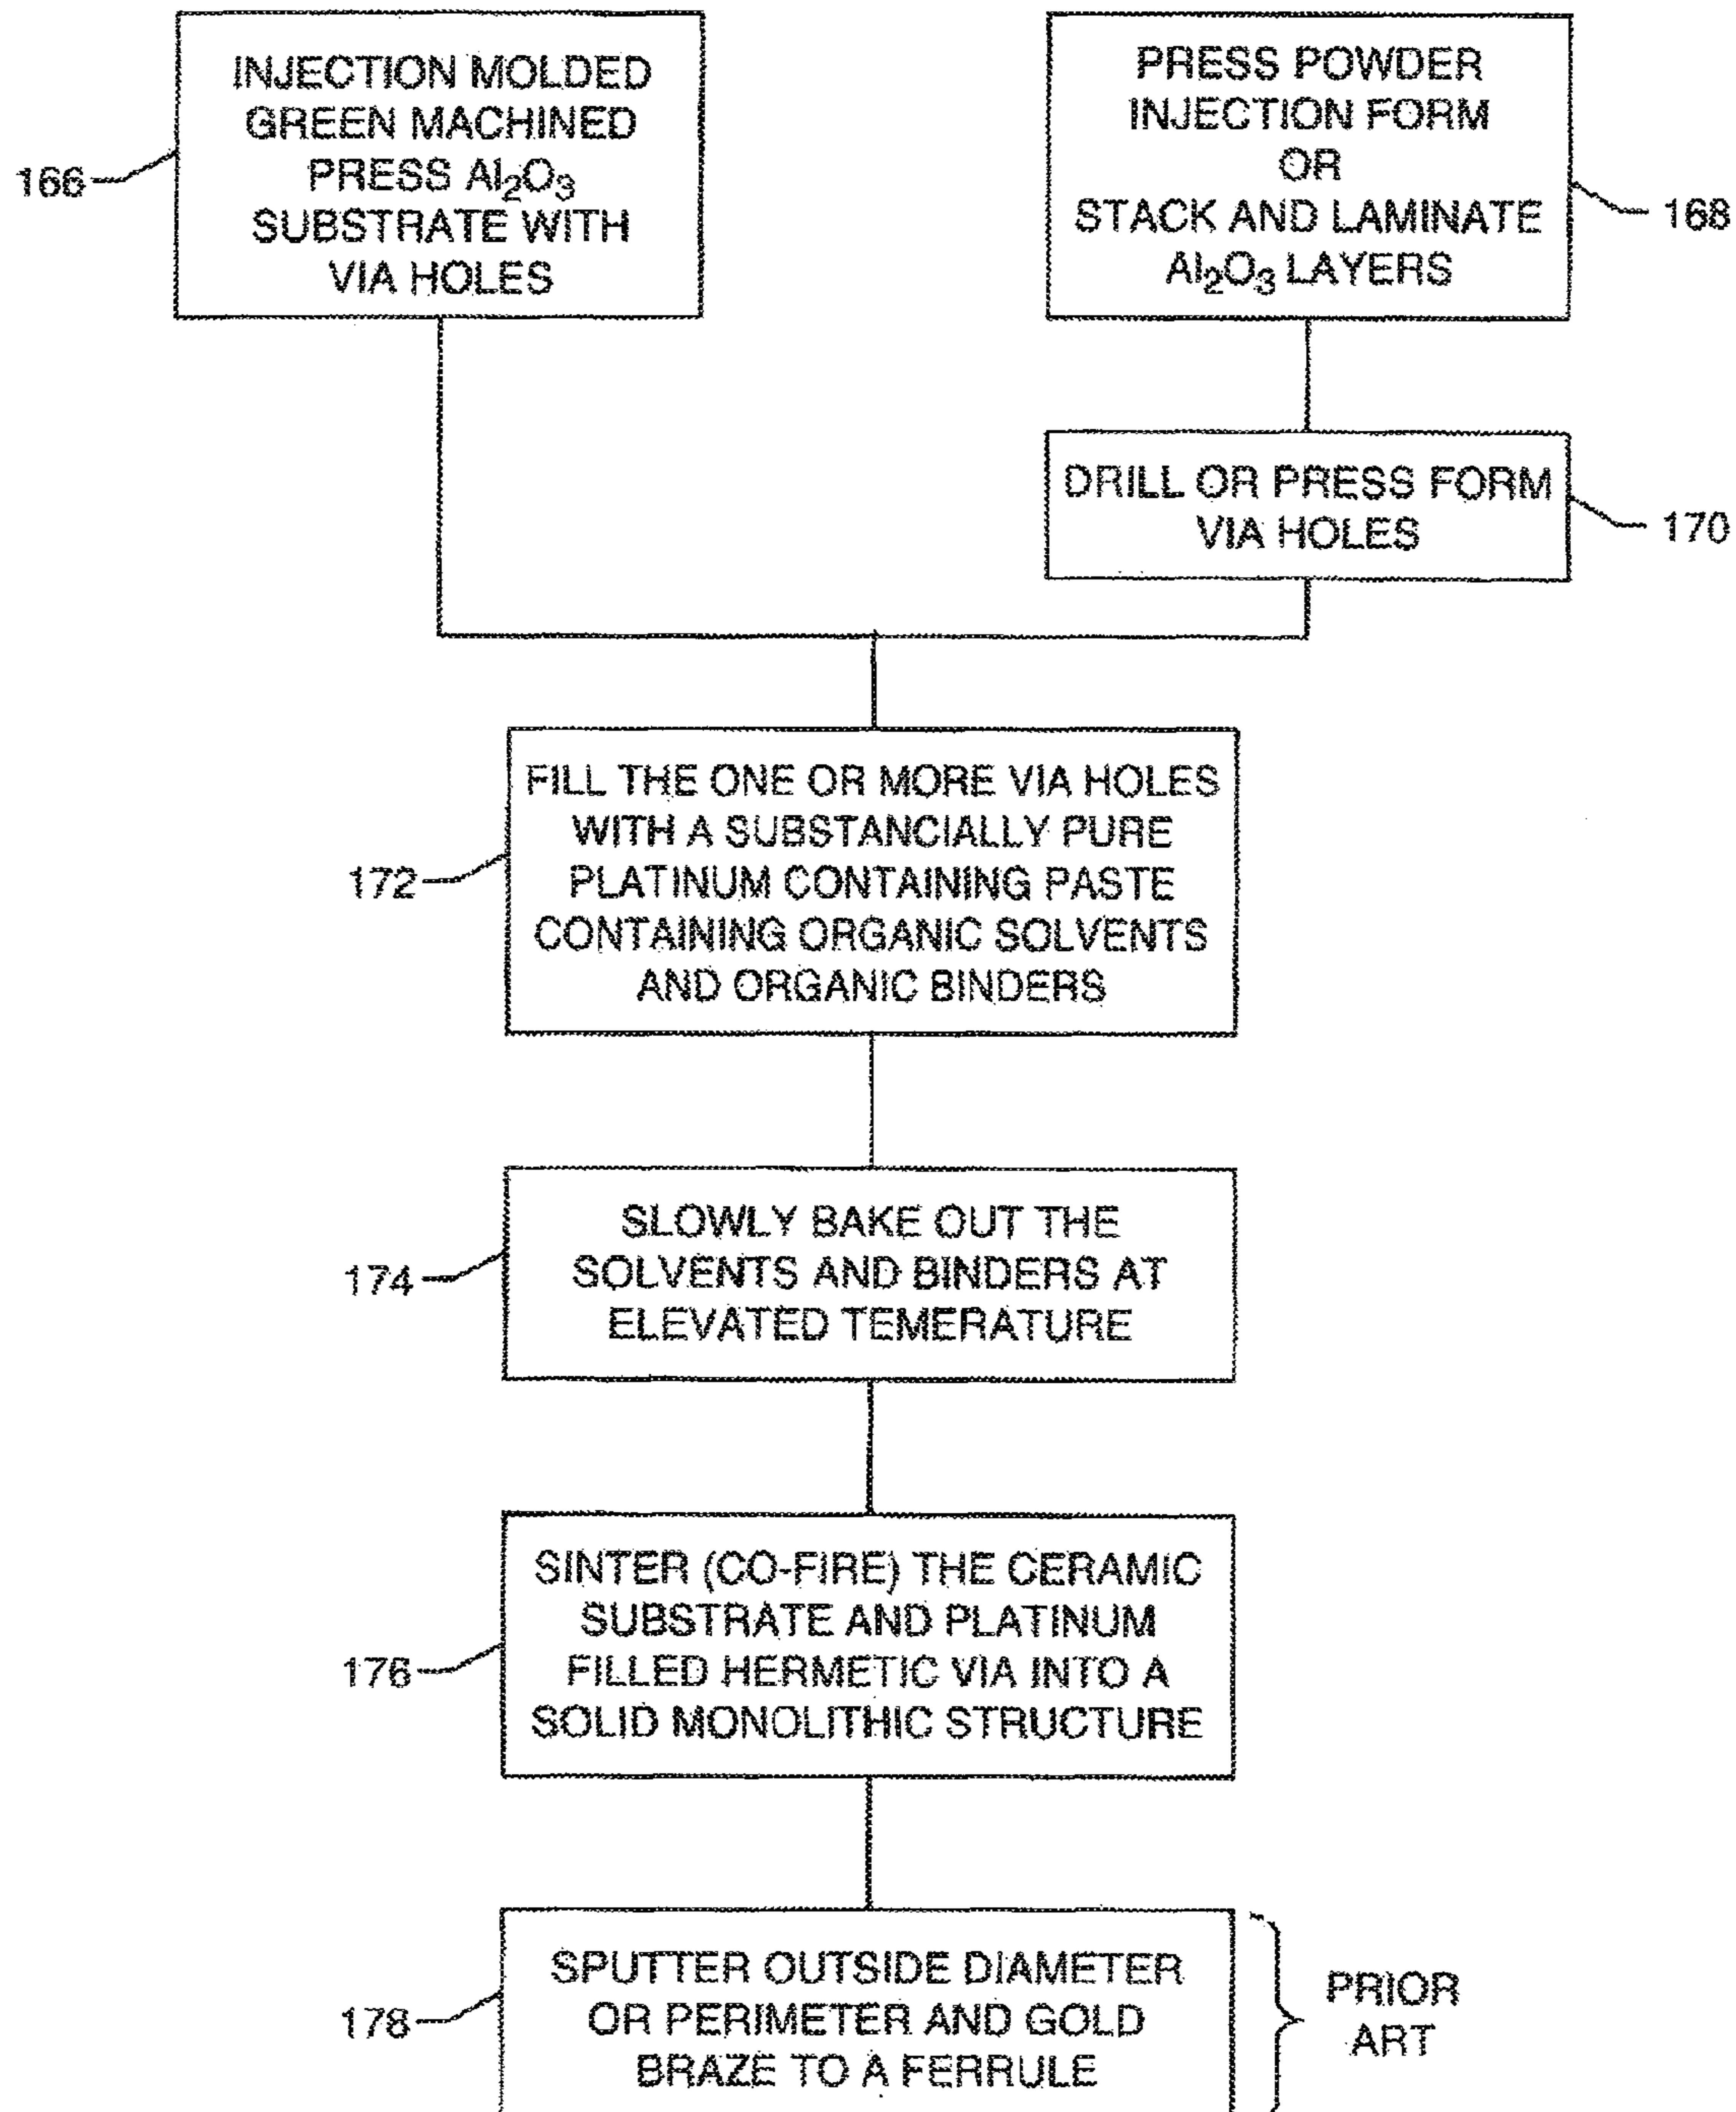 INJECTION MOLDED
GREEN MACHINED
PRESS Al₂O₃
SUBSTRATE WITH
VIA HOLES
166
PRESS POWDER
INJECTION FORM
OR
STACK AND LAMINATE
Al₂O₃ LAYERS
168
DRILL OR PRESS FORM
VIA HOLES
170
FILL THE ONE OR MORE VIA HOLES
WITH A SUBSTANCIALLY PURE
PLATINUM CONTAINING PASTE
CONTAINING ORGANIC SOLVENTS
AND ORGANIC BINDERS
172
SLOWLY BAKE OUT THE
SOLVENTS AND BINDERS AT
ELEVATED TEMERATURE
174
SINTER (CO-FIRE) THE CERAMIC
SUBSTRATE AND PLATINUM
FILLED HERMETIC VIA INTO A
SOLID MONOLITHIC STRUCTURE
176
SPUTTER OUTSIDE DIAMETER
OR PERIMETER AND GOLD
BRAZE TO A FERRULE
178
PRIOR
ART